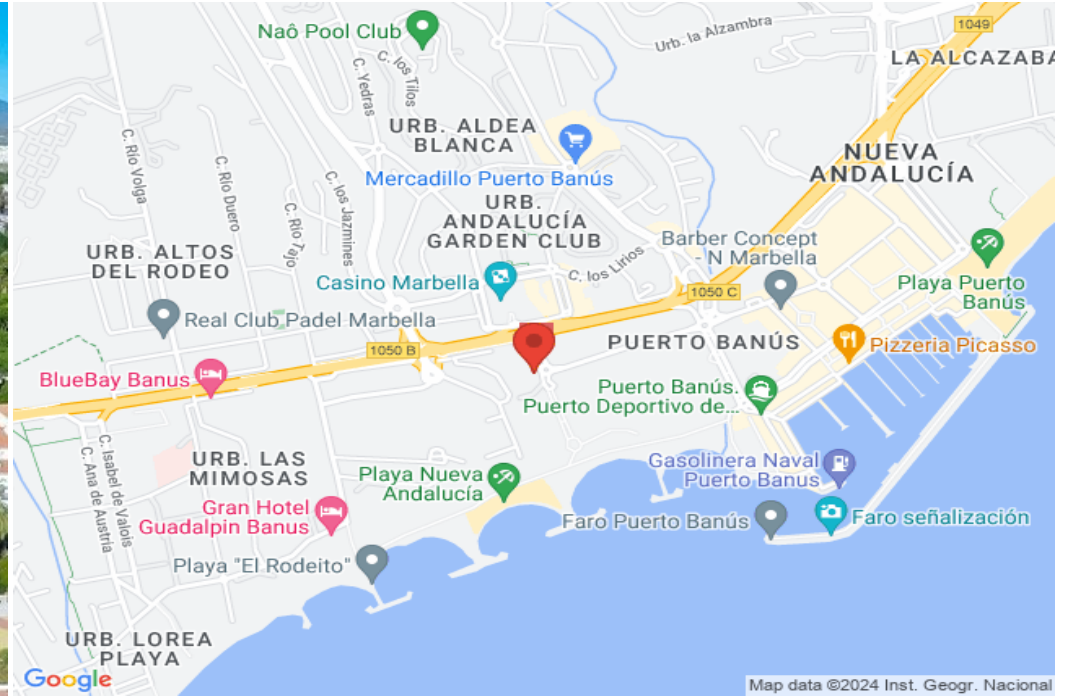 Naô Pool Club
Urb. la Alzambra
1049
LA ALCAZABA
C. los Tilos
C. Yedras
URB. ALDEA
BLANCA
C. Río Volga
C. Río Duero
C. Río Tajo
C. los Jazmines
Mercadillo Puerto Banús
NUEVA
ANDALUCÍA
URB.
ANDALUCÍA
GARDEN CLUB
URB. ALTOS
DEL RODEO
Casino Marbella
C. los Lirios
Barber Concept
- N Marbella
Playa Puerto
Banús
1050 C
Real Club Padel Marbella
1050 B
PUERTO BANÚS
Pizzeria Picasso
BlueBay Banus
Puerto Banús.
Puerto Deportivo de...
C. Isabel de Valois
C. Ana de Austria
URB. LAS
MIMOSAS
Playa Nueva
Andalucía
Gasolinera Naval
Puerto Banus
Gran Hotel
Guadalpin Banus
Faro Puerto Banús
Faro señalización
Playa "El Rodeito"
URB. LOREA
PLAYA
Google
Map data ©2024 Inst. Geogr. Nacional